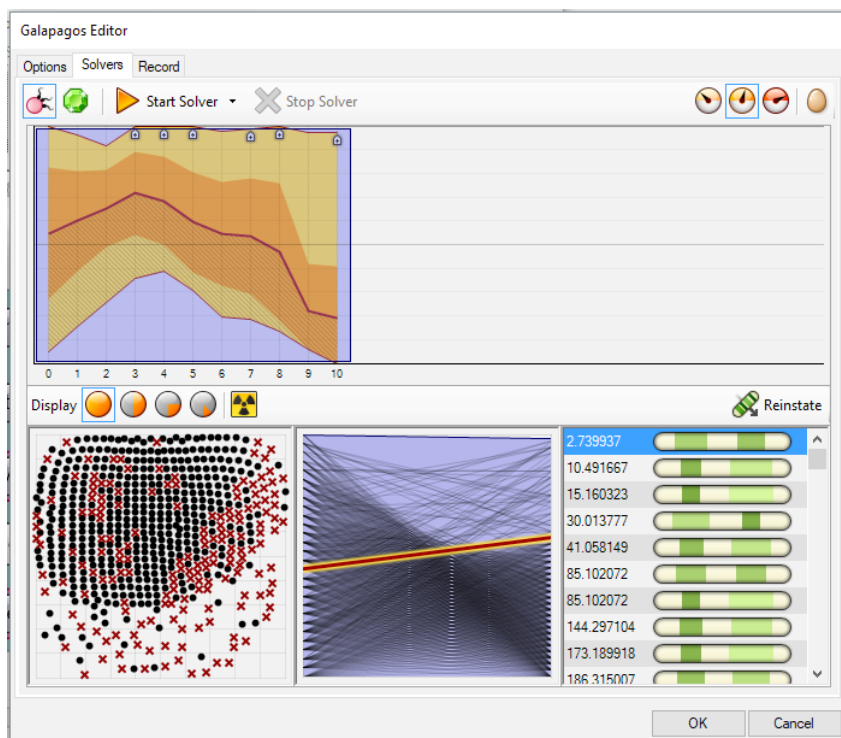 Galapagos Editor
Options Solvers Record
Start Solver Stop Solver
0 1 2 3 4 5 6 7 8 9 10
Display Reinstate
2.739937
10.491667
15.160323
30.013777
41.058149
85.102072
85.102072
144.297104
173.189918
186.315007
OK Cancel